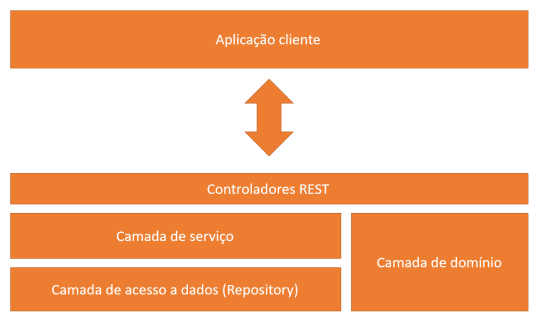 Aplicação cliente
Controladores REST
Camada de serviço
Camada de domínio
Camada de acesso a dados (Repository)